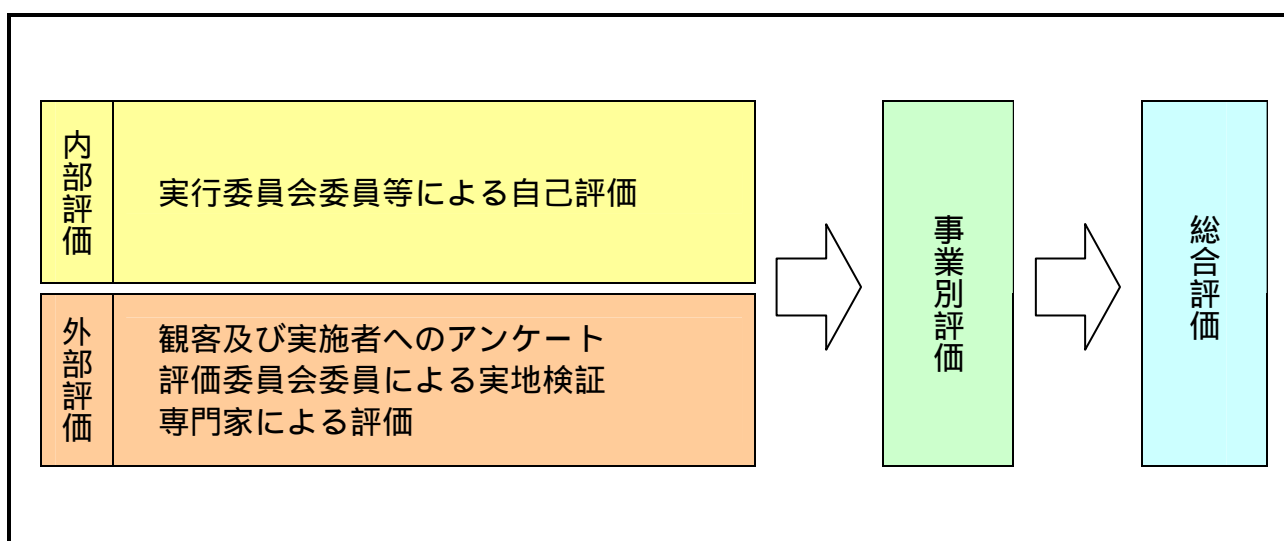 内部評価
実行委員会委員等による自己評価
外部評価
観客及び実施者へのアンケート
評価委員会委員による実地検証
専門家による評価
事業別評価
総合評価